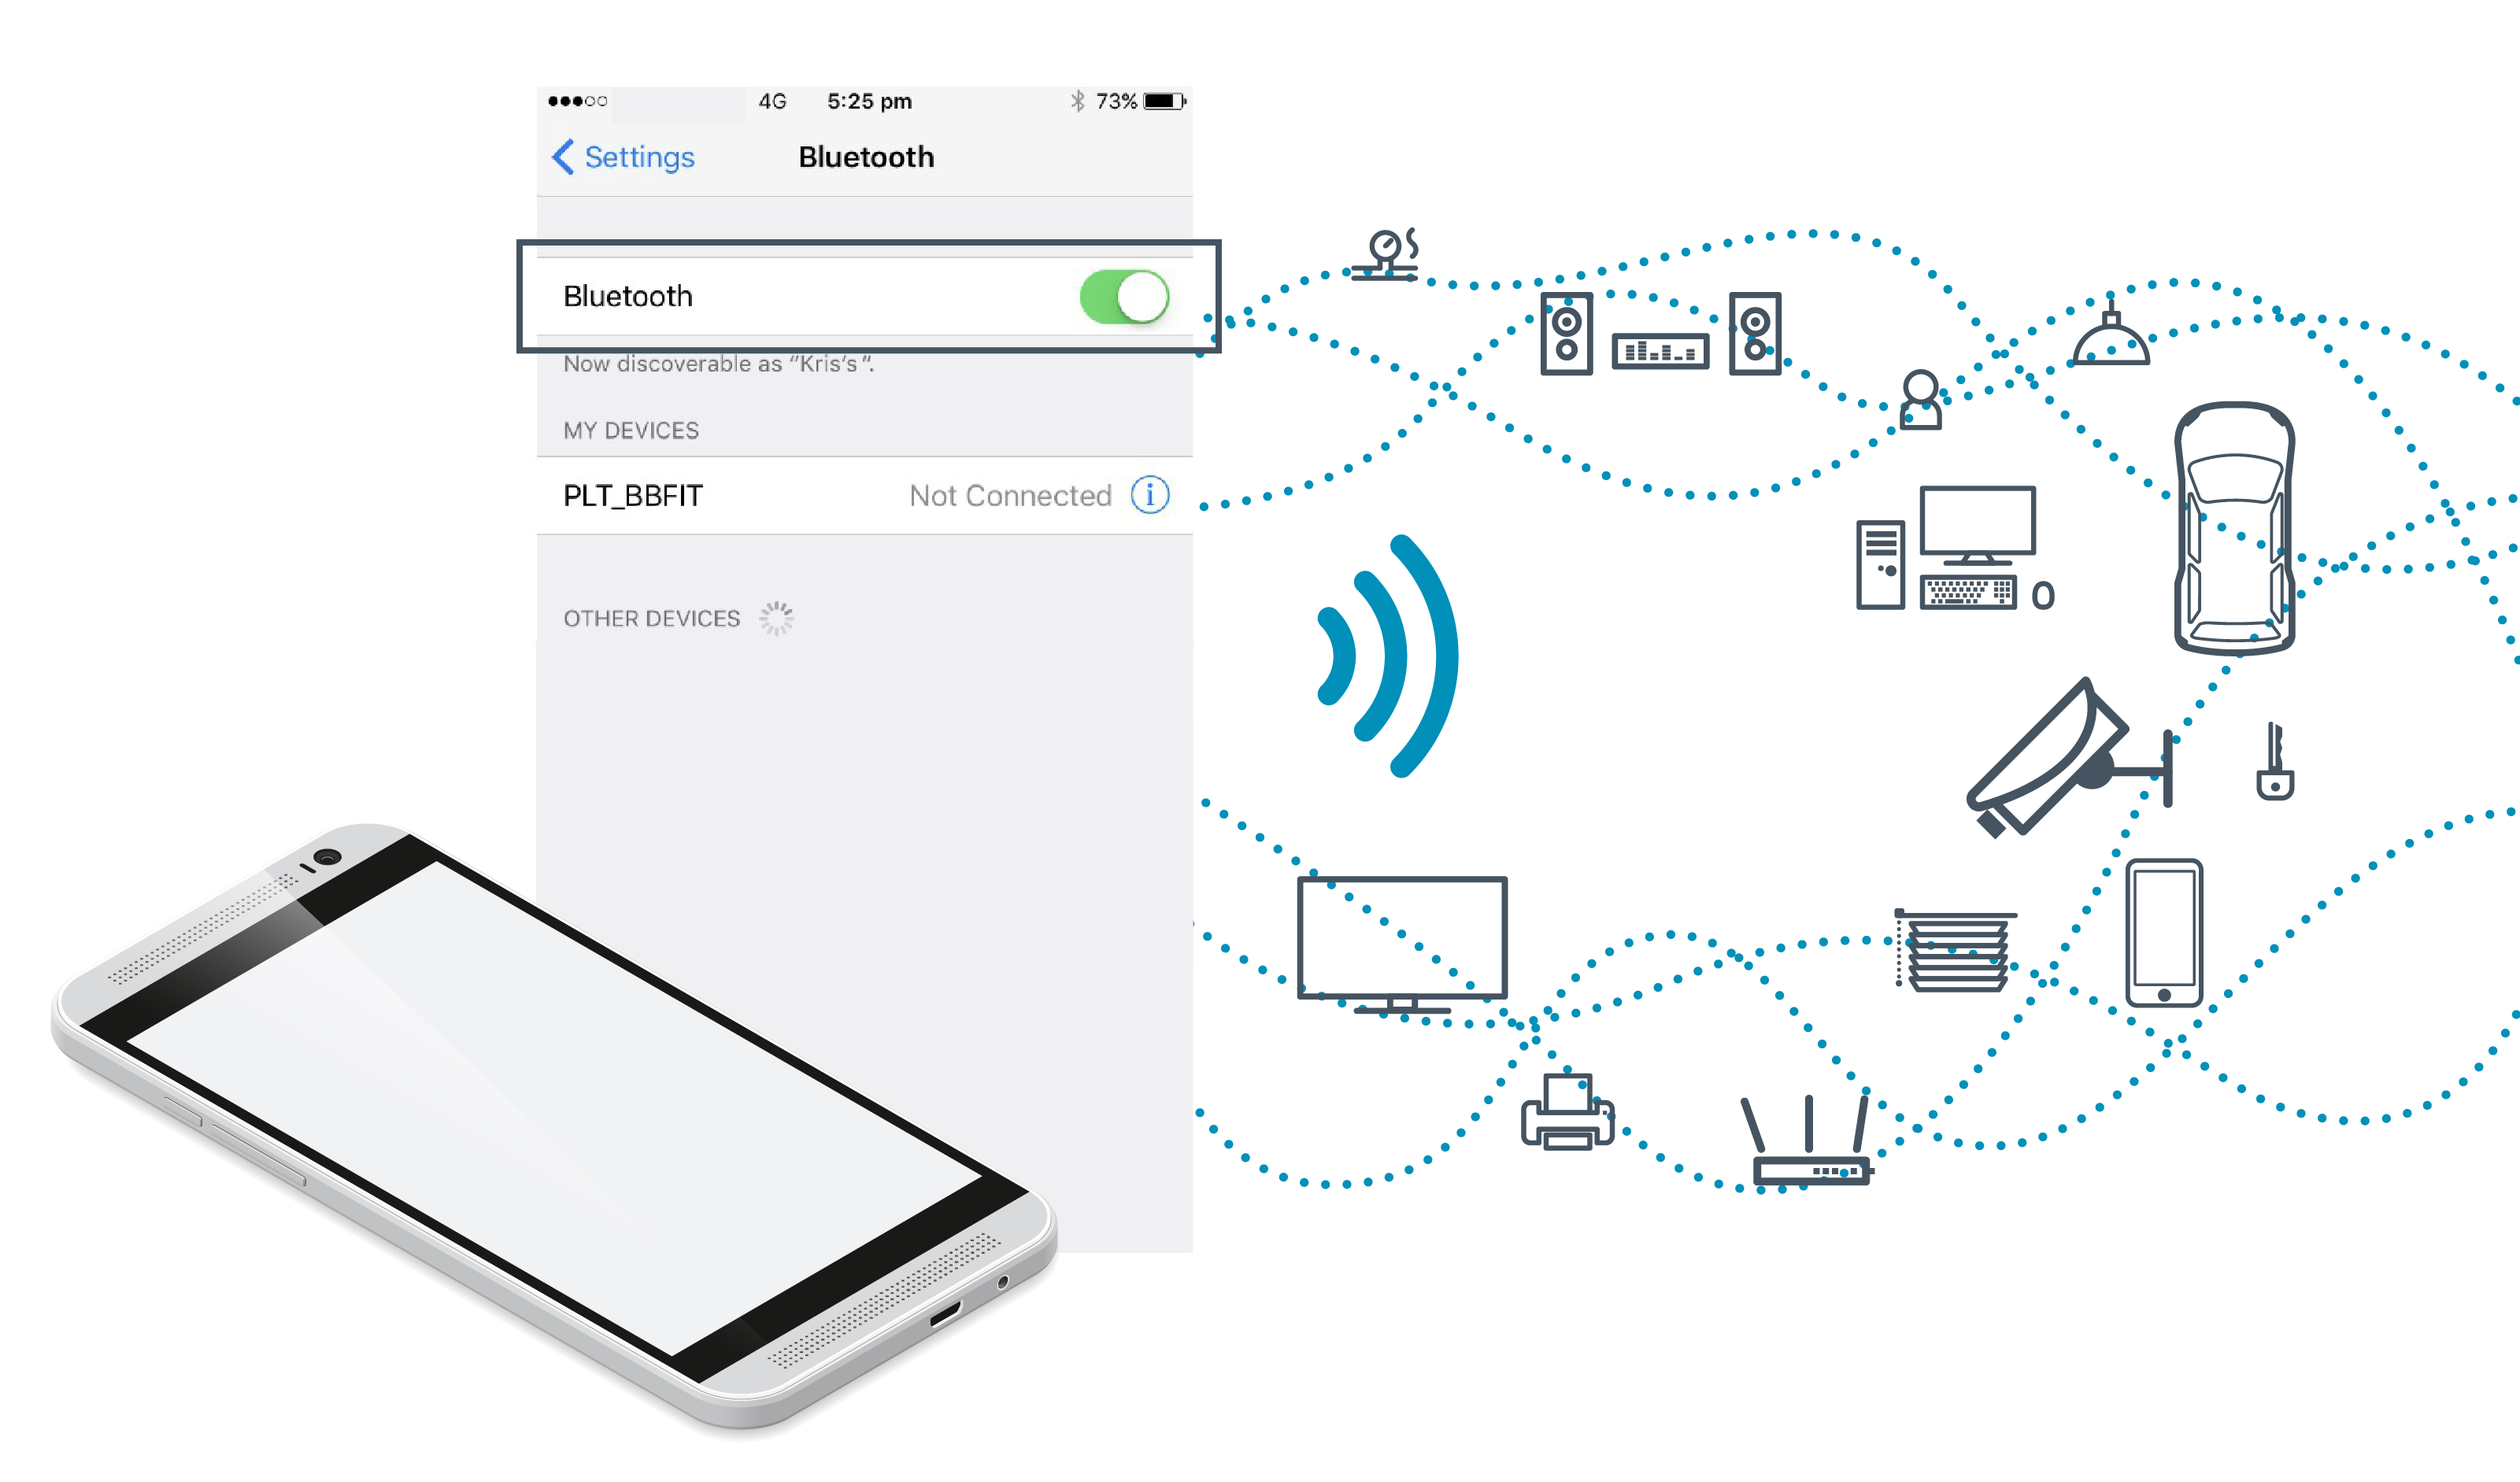 4G 5:25 pm 73%
Settings Bluetooth
Bluetooth
Now discoverable as “Kris’s “.
MY DEVICES
PLT_BBFIT Not Connected i
OTHER DEVICES